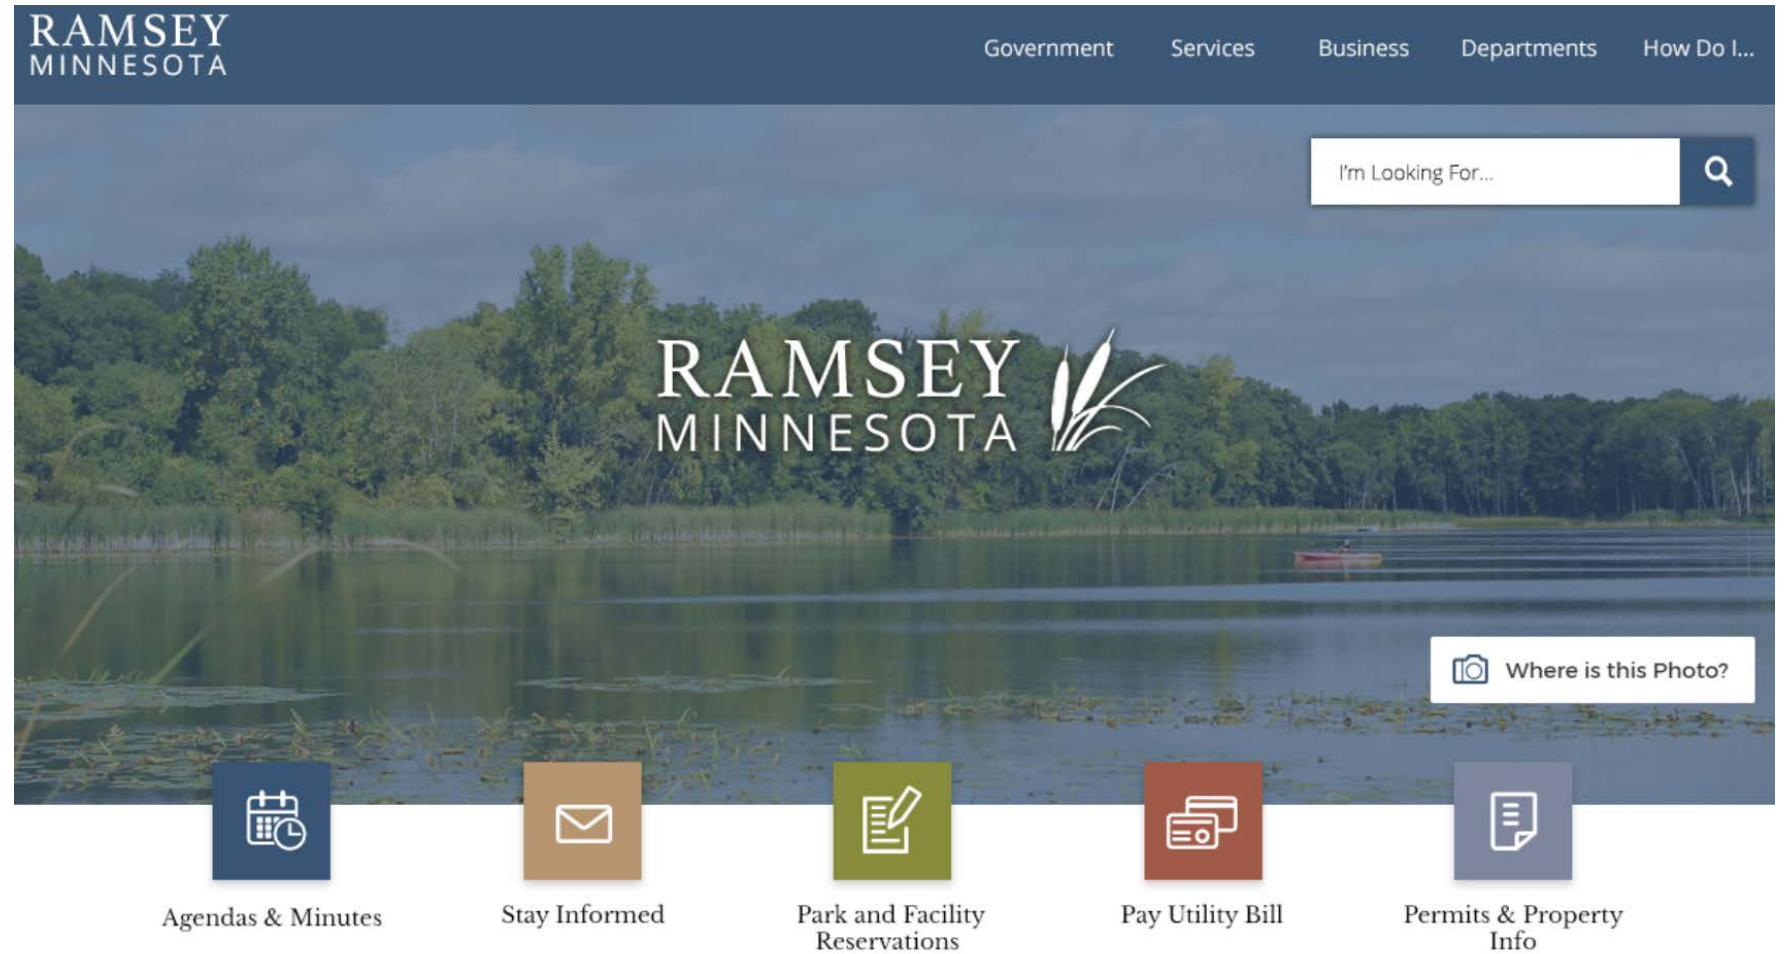 RAMSEY
MINNESOTA
Government Services Business Departments How Do I...
I'm Looking For...
RAMSEY
MINNESOTA
Where is this Photo?
Agendas & Minutes
Stay Informed
Park and Facility
Reservations
Pay Utility Bill
Permits & Property
Info